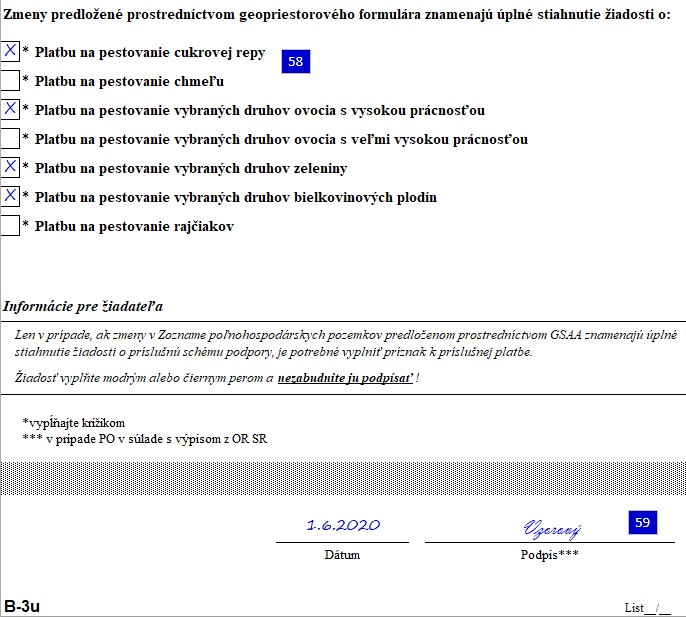 Zmeny predložené prostredníctvom geopriestorového formulára znamenajú úplné stiahnutie žiadosti o:
X * Platbu na pestovanie cukrovej repy 58
* Platbu na pestovanie chmeľu
X * Platbu na pestovanie vybraných druhov ovocia s vysokou prácnosťou
* Platbu na pestovanie vybraných druhov ovocia s veľmi vysokou prácnosťou
X * Platbu na pestovanie vybraných druhov zeleniny
X * Platbu na pestovanie vybraných druhov bielkovinových plodín
* Platbu na pestovanie rajčiakov
Informácie pre žiadateľa
Len v prípade, ak zmeny v Zozname poľnohospodárskych pozemkov predloženom prostredníctvom GSAA znamenajú úplné
stiahnutie žiadosti o príslušnú schému podpory, je potrebné vyplniť príznak k príslušnej platbe.
Žiadosť vyplňte modrým alebo čiernym perom a nezabudnite ju podpísať !
*vypĺňajte krížikom
*** v prípade PO v súlade s výpisom z OR SR
1.6.2020 Vzorový 59
Dátum Podpis***
B-3u List__/__